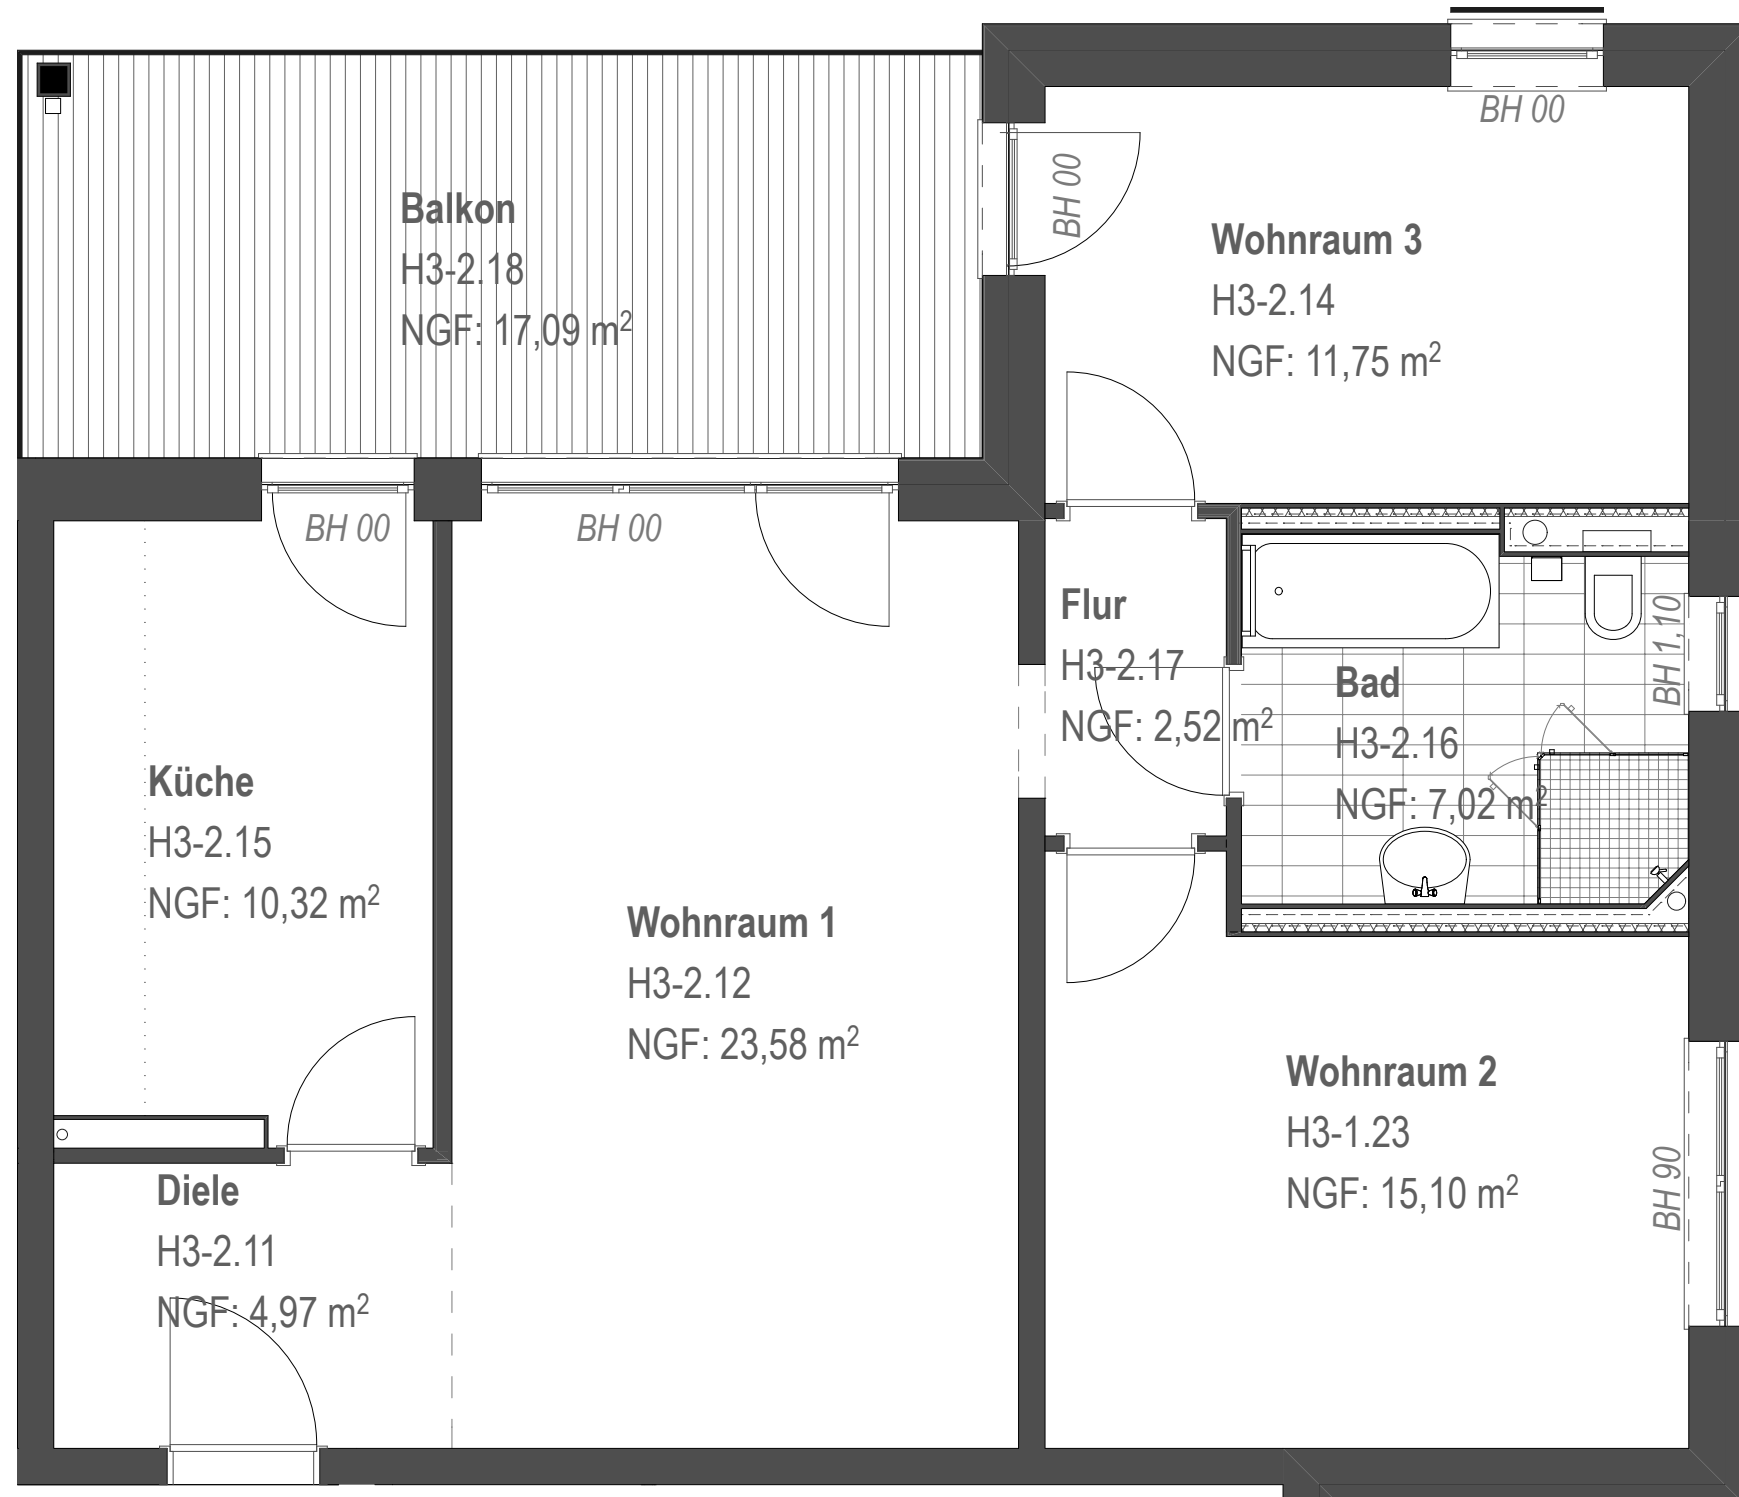 BH 00
BH 00
Balkon
H3-2.18
NGF: 17,09 m²
Wohnraum 3
H3-2.14
NGF: 11,75 m²
BH 00
BH 00
Flur
H3-2.17
NGF: 2,52 m²
Bad
H3-2.16
NGF: 7,02 m²
BH 1,10
Küche
H3-2.15
NGF: 10,32 m²
Wohnraum 1
H3-2.12
NGF: 23,58 m²
Wohnraum 2
H3-1.23
NGF: 15,10 m²
BH 90
Diele
H3-2.11
NGF: 4,97 m²